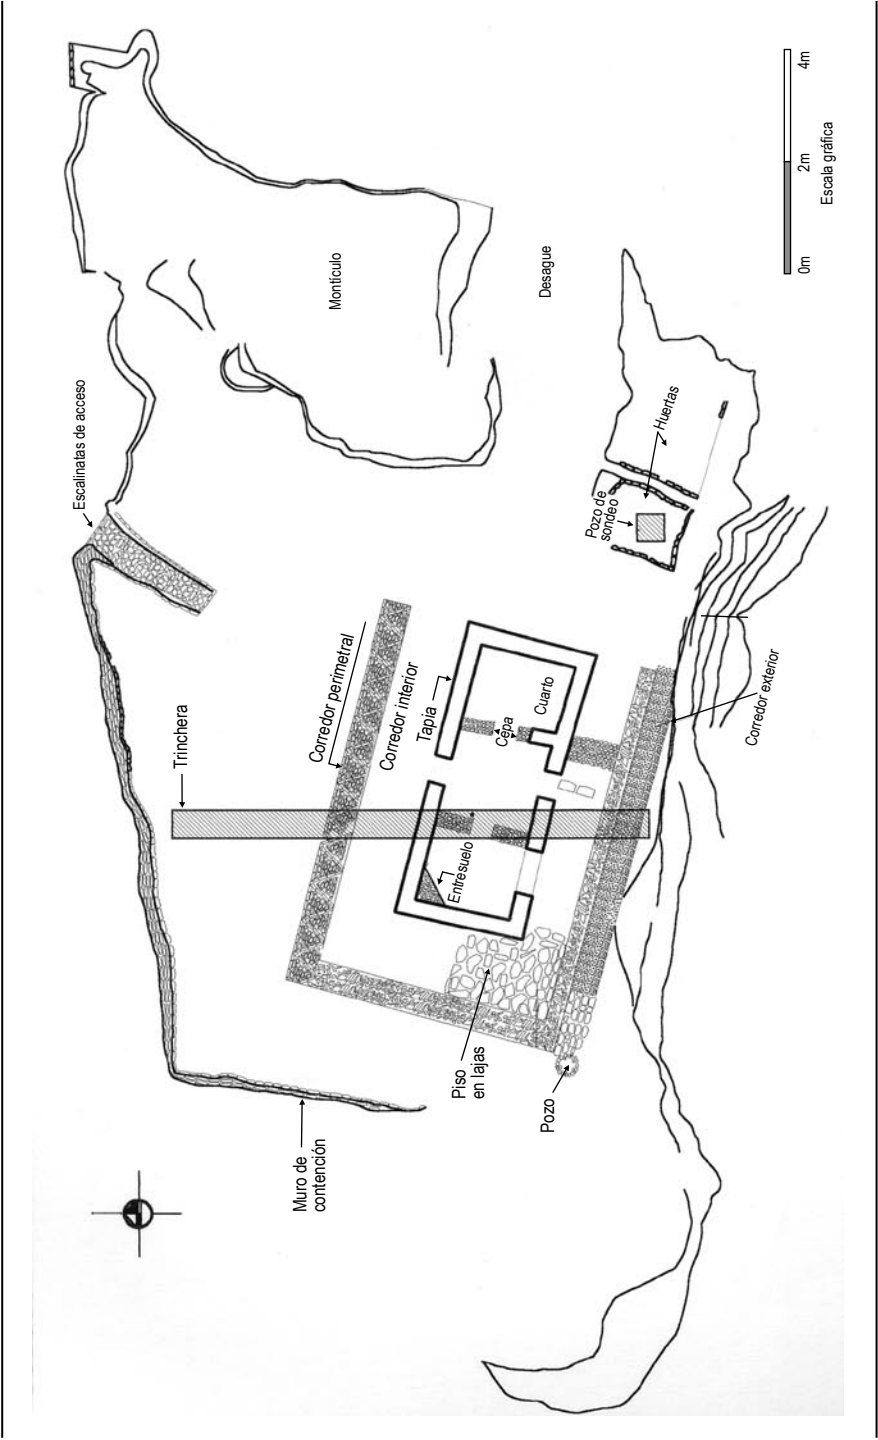 Escalinatas de acceso
Montículo
Desague
0m
2m
4m
Escala gráfica
Trinchera
Corredor perimetral
Corredor interior
Tapia
Cepa
Cuarto
Entresuelo
Pozo de
sondeo
Huertas
Corredor exterior
Muro de
contención
Piso
en lajas
Pozo